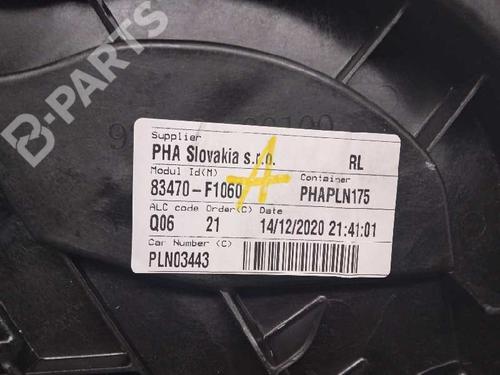 Supplier
PHA Slovakia s.r.o. RL
Modul Id(M) Container
83470-F1060 PHAPLN175
ALC code Order(C) Date
Q06 21 14/12/2020 21:41:01
Car Number (C)
PLN03443
B-PARTS